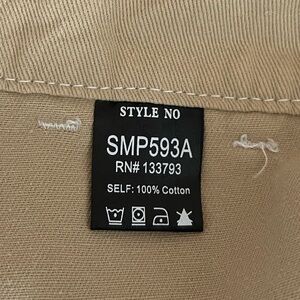 STYLE NO
SMP593A
RN# 133793
SELF: 100% Cotton